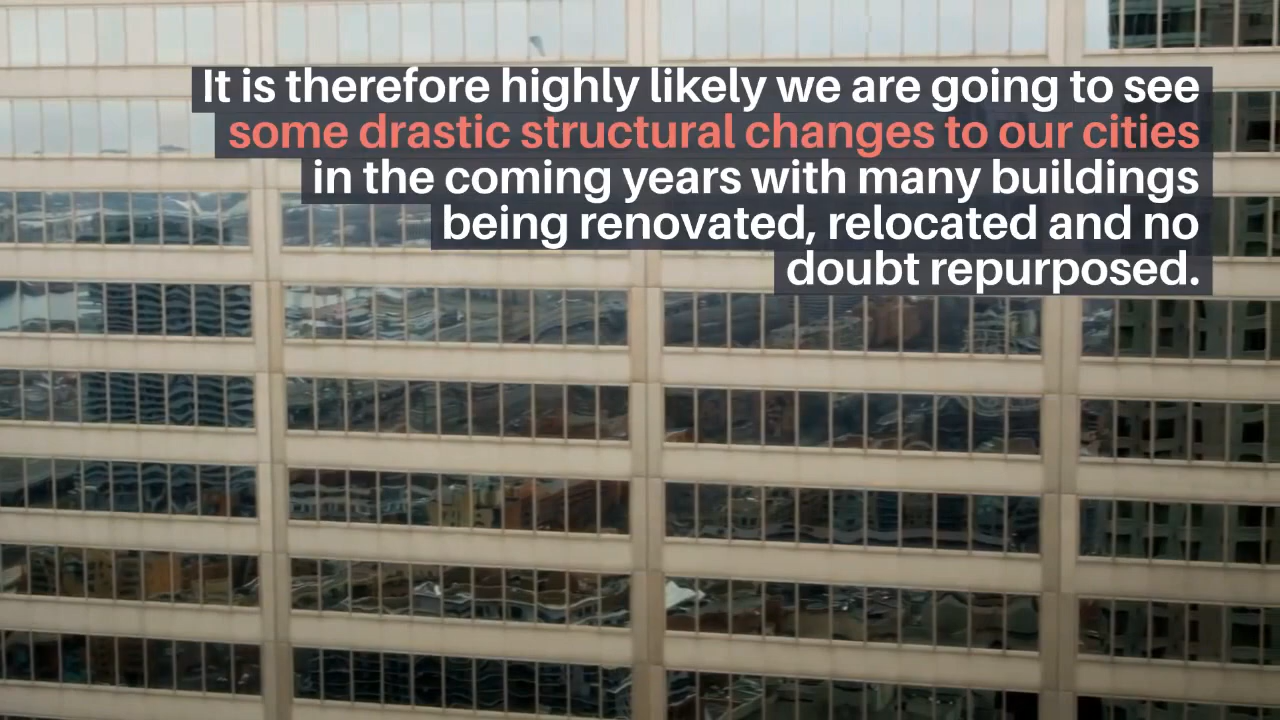 It is therefore highly likely we are going to see
some drastic structural changes to our cities
in the coming years with many buildings
being renovated, relocated and no
doubt repurposed.